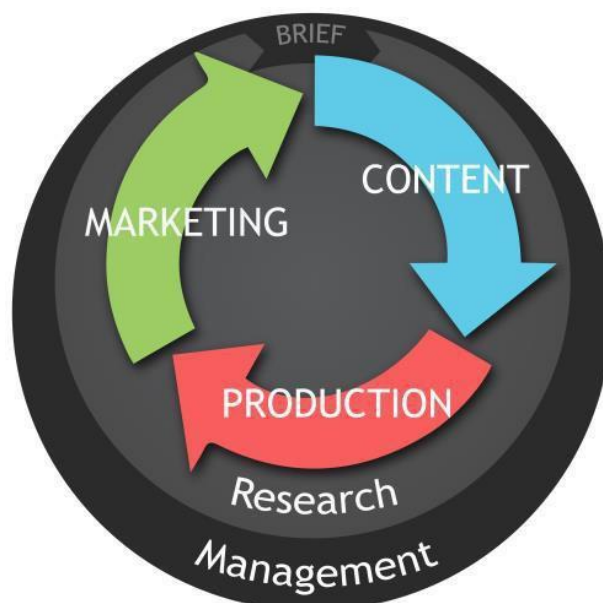 BRIEF
CONTENT
MARKETING
PRODUCTION
Research
Management